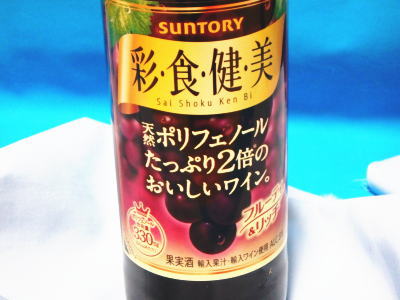 SUNTORY
彩・食・健・美
Sai Shoku Ken Bi
天然ポリフェノール
たっぷり2倍の
おいしいワイン。
フルーティ
&リッチ
330
果実酒 輸入果汁・輸入ワイン使用